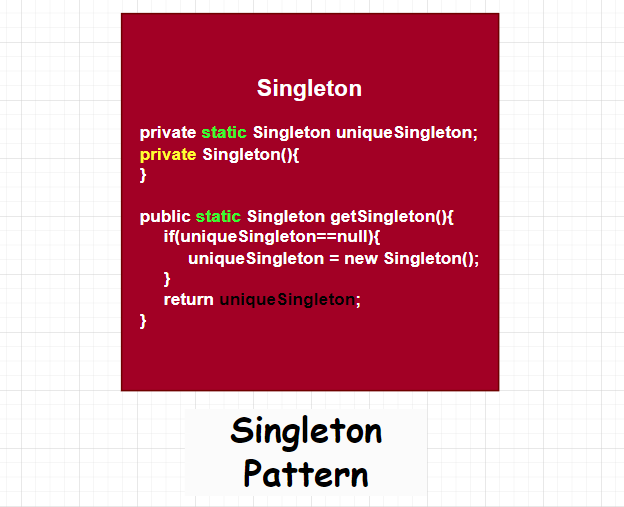 Singleton
private static Singleton uniqueSingleton;
private Singleton(){
}
public static Singleton getSingleton(){
if(uniqueSingleton==null){
uniqueSingleton = new Singleton();
}
return uniqueSingleton;
}
Singleton
Pattern